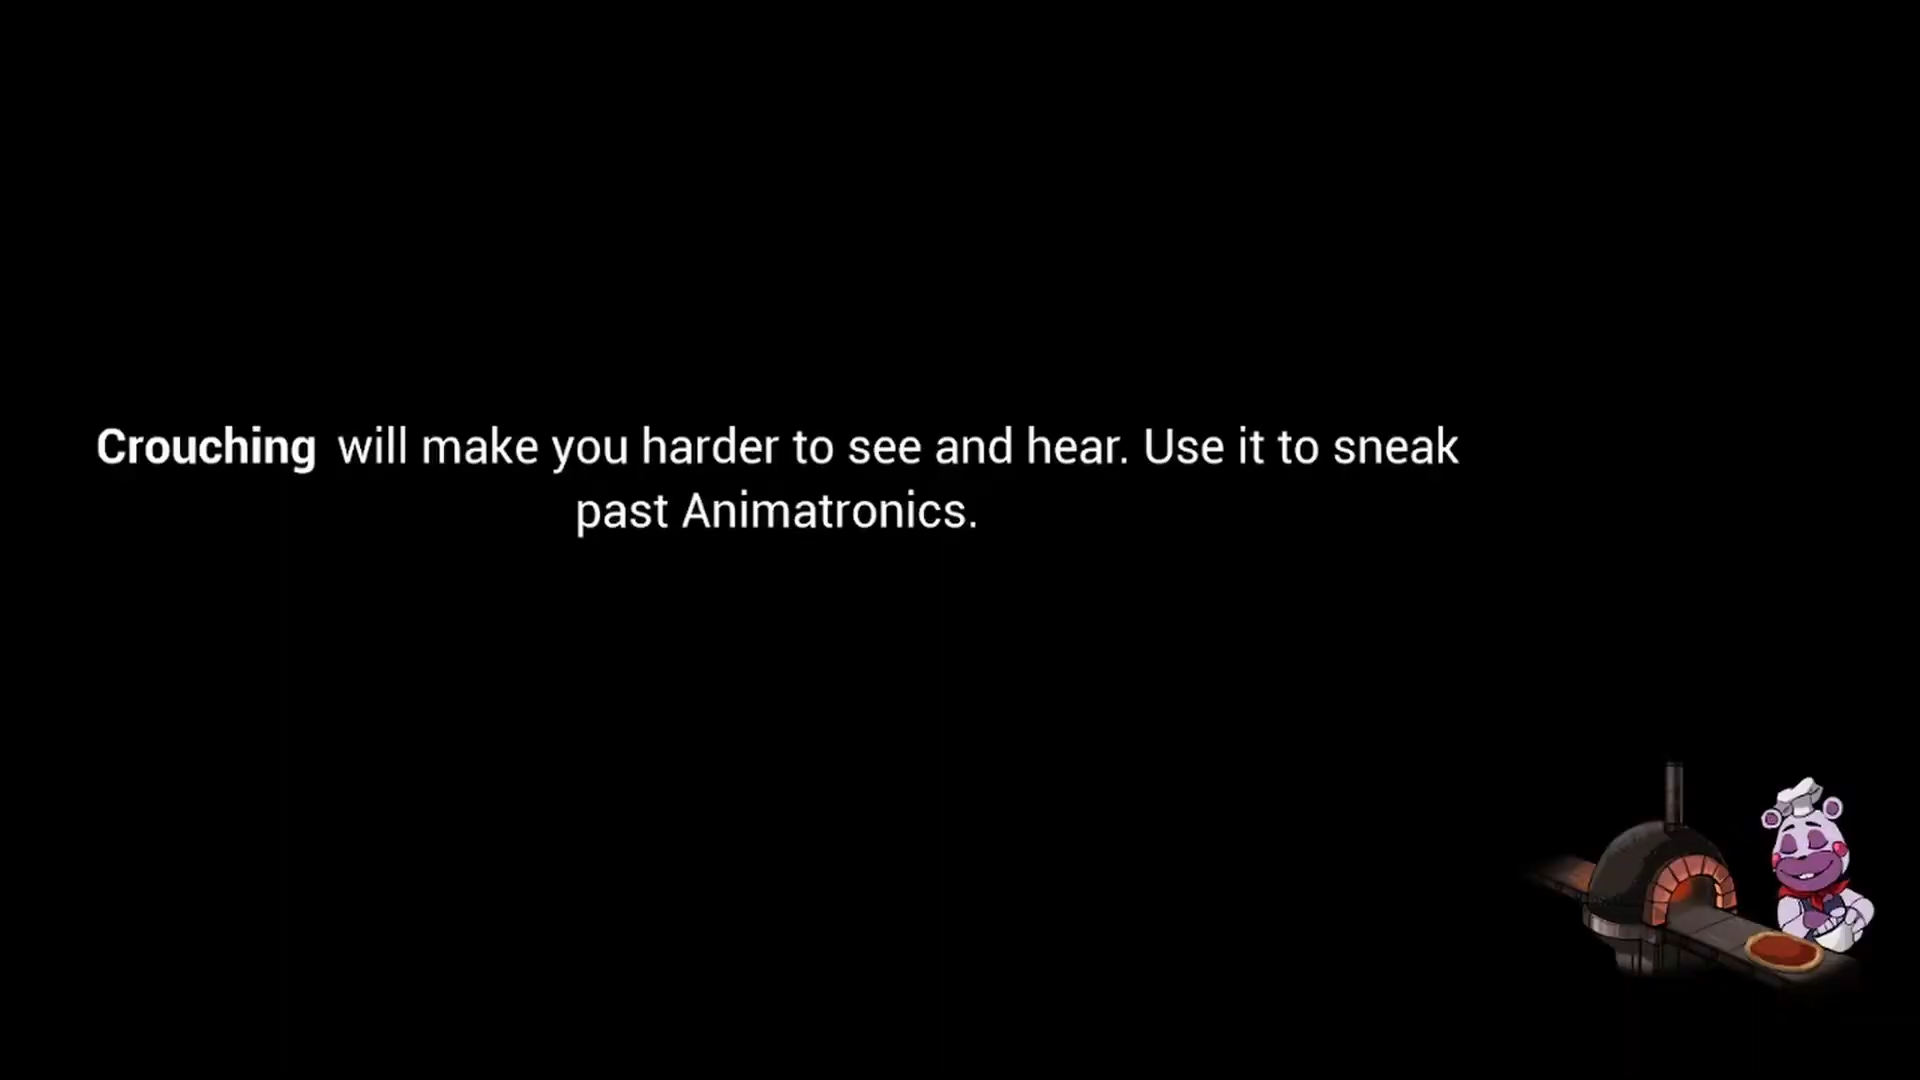 Crouching will make you harder to see and hear. Use it to sneak
past Animatronics.